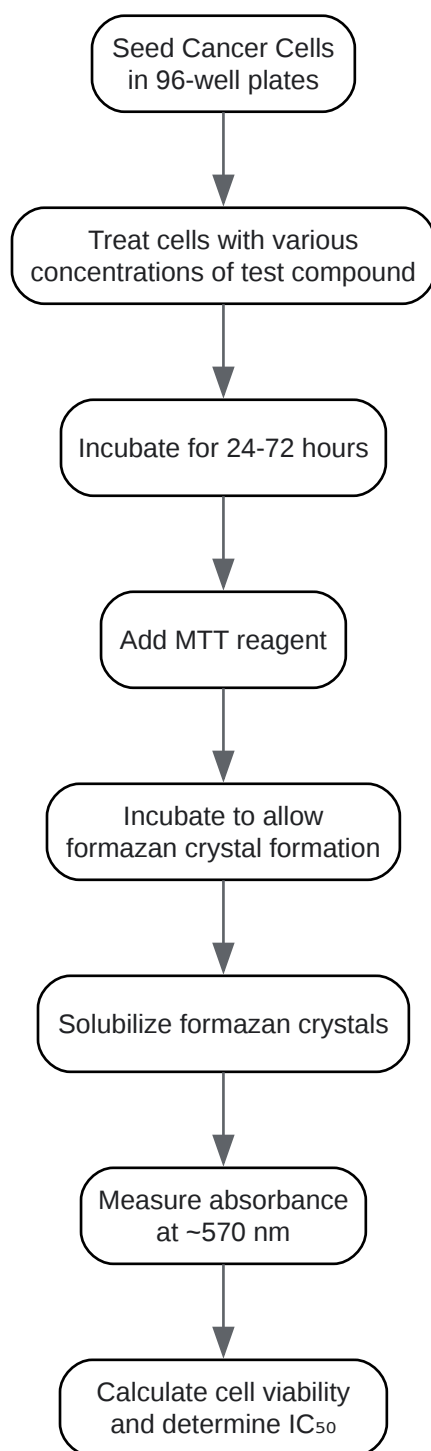 Seed Cancer Cells
in 96-well plates
Treat cells with various
concentrations of test compound
Incubate for 24-72 hours
Add MTT reagent
Incubate to allow
formazan crystal formation
Solubilize formazan crystals
Measure absorbance
at ~570 nm
Calculate cell viability
and determine IC₅₀